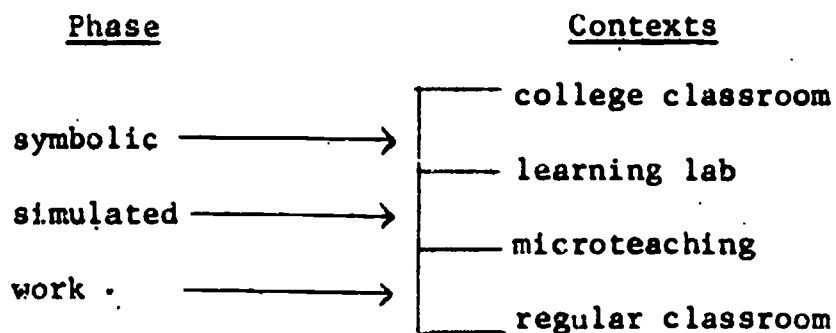 Phase Contexts
college classroom
symbolic
learning lab
simulated
microteaching
work
regular classroom